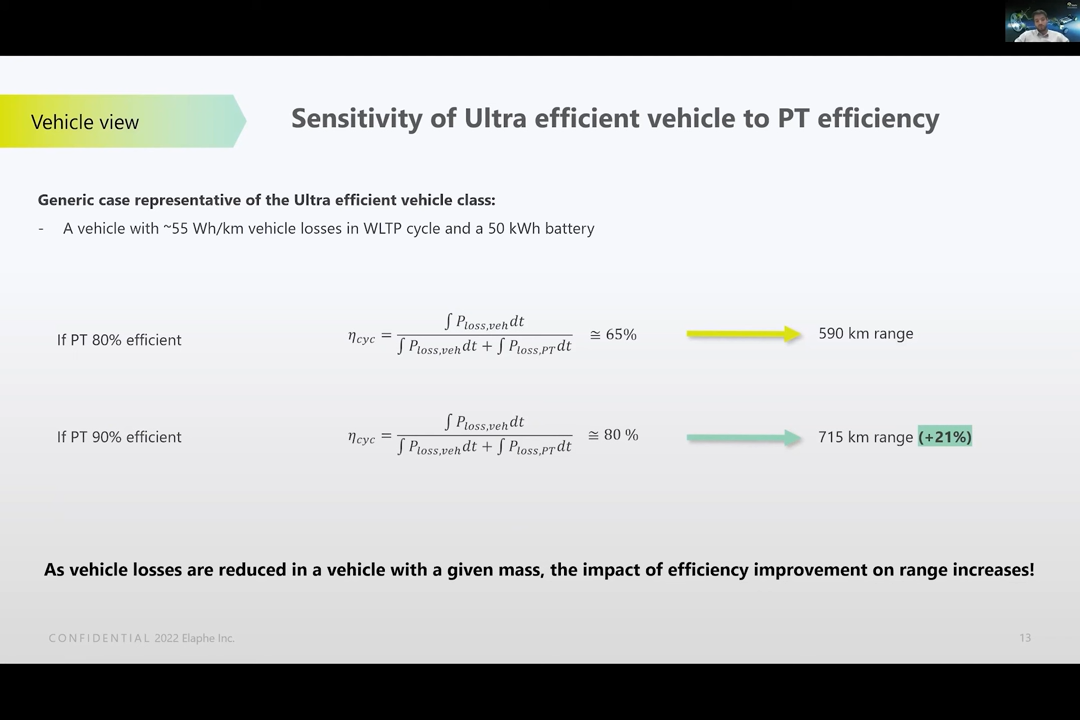 Vehicle view
Sensitivity of Ultra efficient vehicle to PT efficiency
Generic case representative of the Ultra efficient vehicle class:
- A vehicle with ~55 Wh/km vehicle losses in WLTP cycle and a 50 kWh battery
If PT 80% efficient
η_cyc = ∫ P_loss,veh dt / (∫ P_loss,veh dt + ∫ P_loss,PT dt) ≅ 65%
590 km range
If PT 90% efficient
η_cyc = ∫ P_loss,veh dt / (∫ P_loss,veh dt + ∫ P_loss,PT dt) ≅ 80 %
715 km range (+21%)
As vehicle losses are reduced in a vehicle with a given mass, the impact of efficiency improvement on range increases!
CONFIDENTIAL 2022 Elaphe Inc.
13